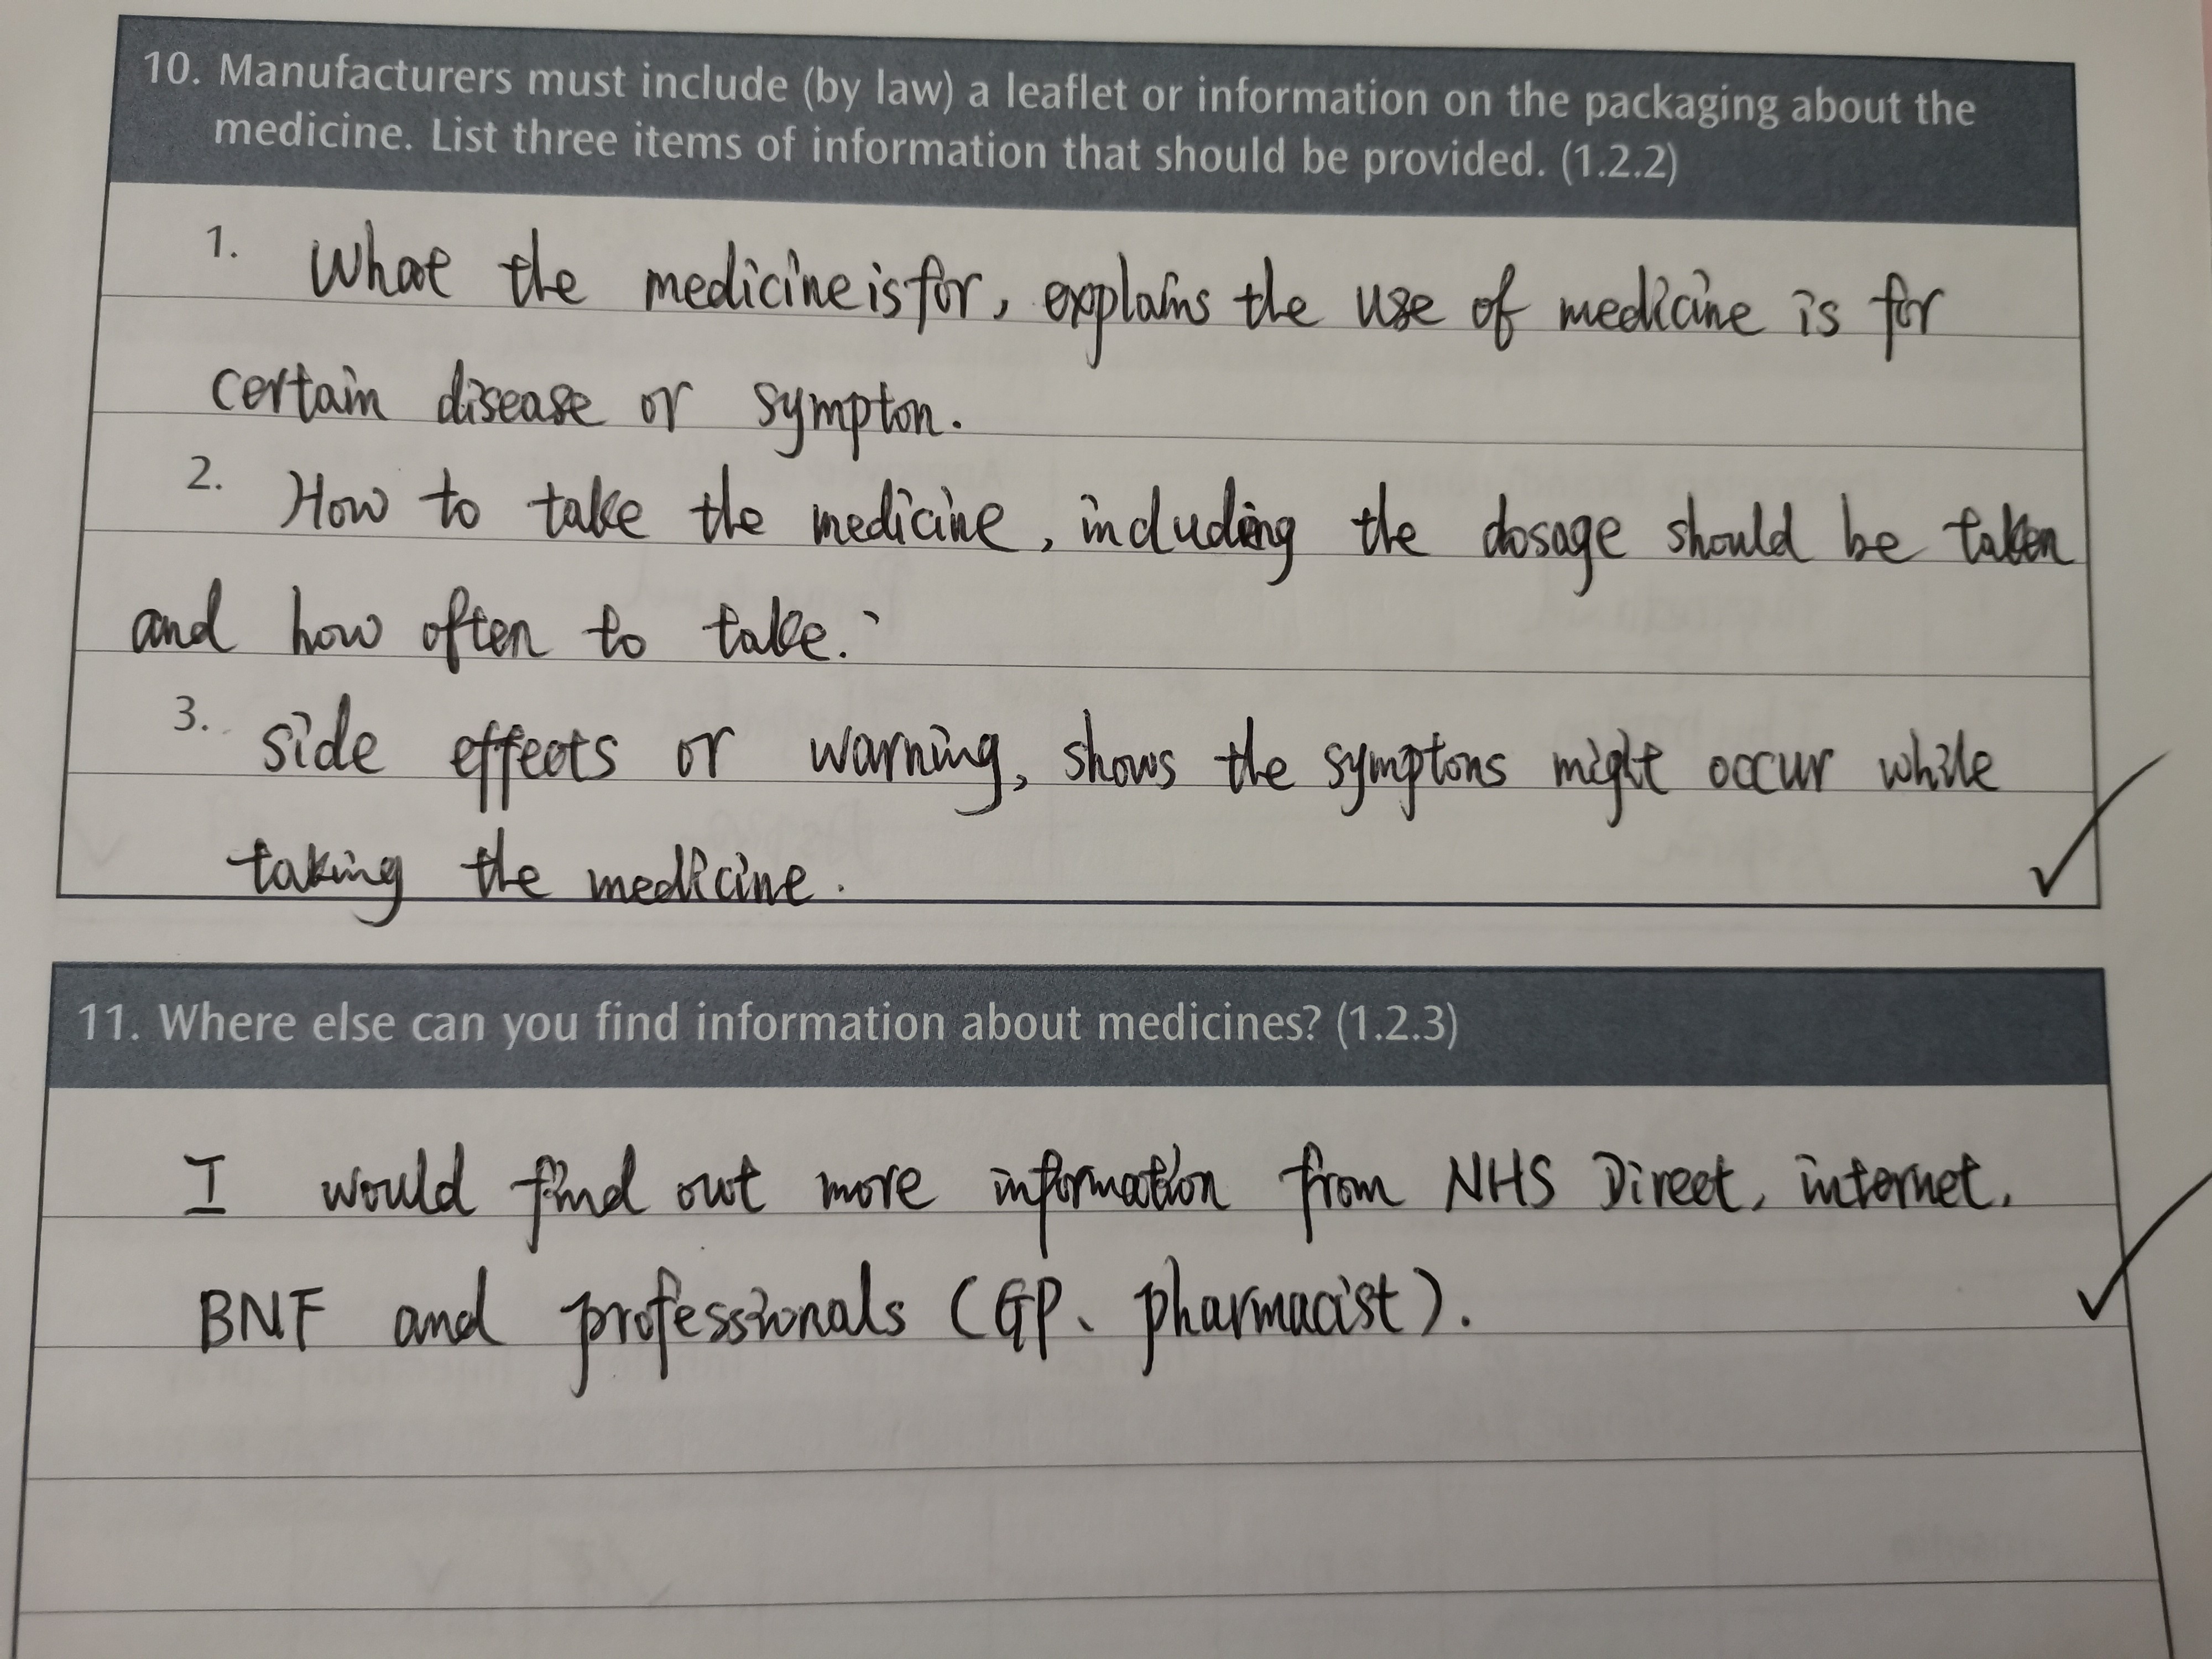 10. Manufacturers must include (by law) a leaflet or information on the packaging about the
medicine. List three items of information that should be provided. (1.2.2)
1. What the medicine is for, explains the use of medicine is for
certain disease or sympton.
2. How to take the medicine, including the dosage should be taken
and how often to take.
3. side effects or warning, shows the symptons might occur while
taking the medicine.
11. Where else can you find information about medicines? (1.2.3)
I would find out more information from NHS Direct, internet,
BNF and professionals (GP、pharmacist).